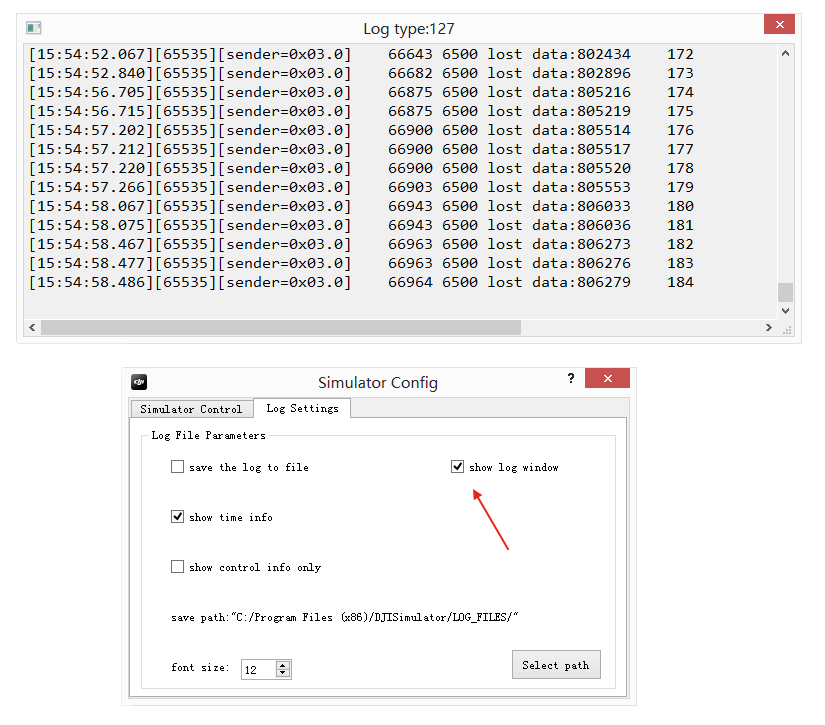 Log type:127
[15:54:52.067][65535][sender=0x03.0]    66643 6500 lost data:802434    172
[15:54:52.840][65535][sender=0x03.0]    66682 6500 lost data:802896    173
[15:54:56.705][65535][sender=0x03.0]    66875 6500 lost data:805216    174
[15:54:56.715][65535][sender=0x03.0]    66875 6500 lost data:805219    175
[15:54:57.202][65535][sender=0x03.0]    66900 6500 lost data:805514    176
[15:54:57.212][65535][sender=0x03.0]    66900 6500 lost data:805517    177
[15:54:57.220][65535][sender=0x03.0]    66900 6500 lost data:805520    178
[15:54:57.266][65535][sender=0x03.0]    66903 6500 lost data:805553    179
[15:54:58.067][65535][sender=0x03.0]    66943 6500 lost data:806033    180
[15:54:58.075][65535][sender=0x03.0]    66943 6500 lost data:806036    181
[15:54:58.467][65535][sender=0x03.0]    66963 6500 lost data:806273    182
[15:54:58.477][65535][sender=0x03.0]    66963 6500 lost data:806276    183
[15:54:58.486][65535][sender=0x03.0]    66964 6500 lost data:806279    184
dji Simulator Config ?
Simulator Control Log Settings
Log File Parameters
save the log to file show log window
show time info
show control info only
save path:"C:/Program Files (x86)/DJISimulator/LOG_FILES/"
font size: 12 Select path